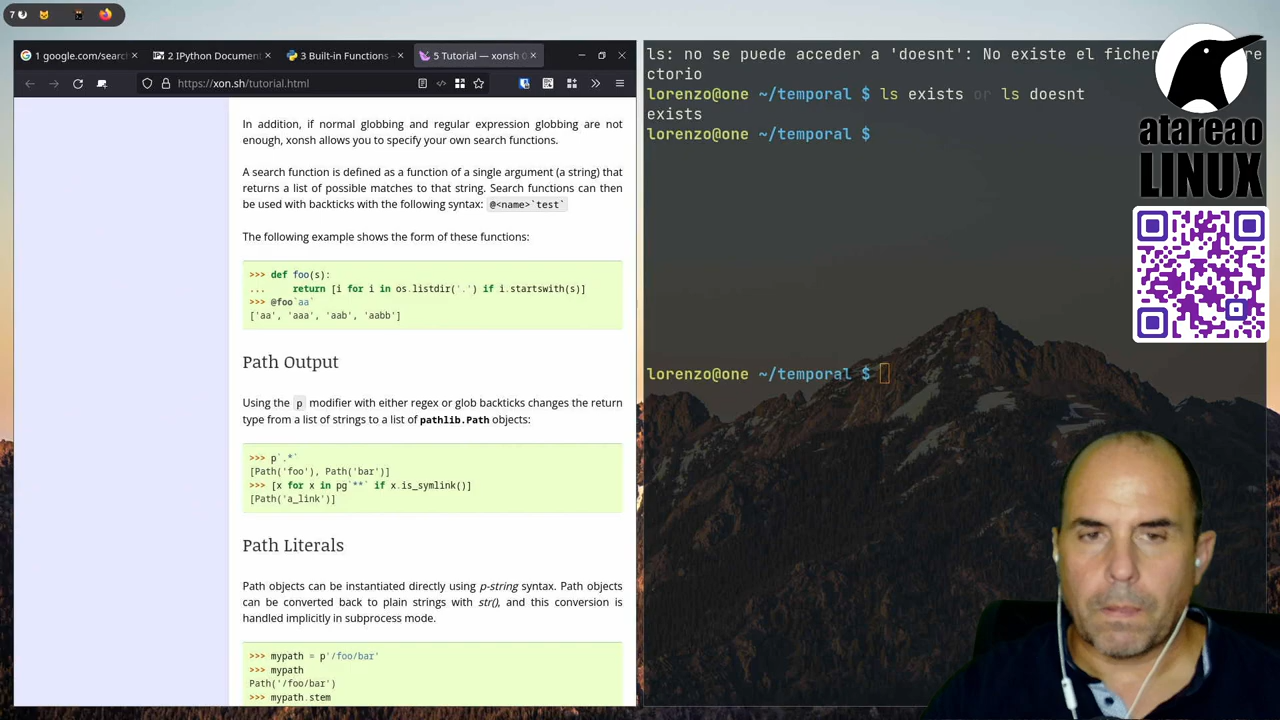 7
1 google.com/searc
2 IPython Document
3 Built-in Functions –
5 Tutorial — xonsh 0
https://xon.sh/tutorial.html
In addition, if normal globbing and regular expression globbing are not
enough, xonsh allows you to specify your own search functions.
A search function is defined as a function of a single argument (a string) that
returns a list of possible matches to that string. Search functions can then
be used with backticks with the following syntax: @<name>`test`
The following example shows the form of these functions:
>>> def foo(s):
...     return [i for i in os.listdir('.') if i.startswith(s)]
>>> @foo`aa`
['aa', 'aaa', 'aab', 'aabb']
Path Output
Using the p modifier with either regex or glob backticks changes the return
type from a list of strings to a list of pathlib.Path objects:
>>> p`.*`
[Path('foo'), Path('bar')]
>>> [x for x in pg`**` if x.is_symlink()]
[Path('a_link')]
Path Literals
Path objects can be instantiated directly using p-string syntax. Path objects
can be converted back to plain strings with str(), and this conversion is
handled implicitly in subprocess mode.
>>> mypath = p'/foo/bar'
>>> mypath
Path('/foo/bar')
>>> mypath.stem
ls: no se puede acceder a 'doesnt': No existe el fichero
ctorio
lorenzo@one ~/temporal $ ls exists or ls doesnt
exists
lorenzo@one ~/temporal $
lorenzo@one ~/temporal $
atareao
LINUX